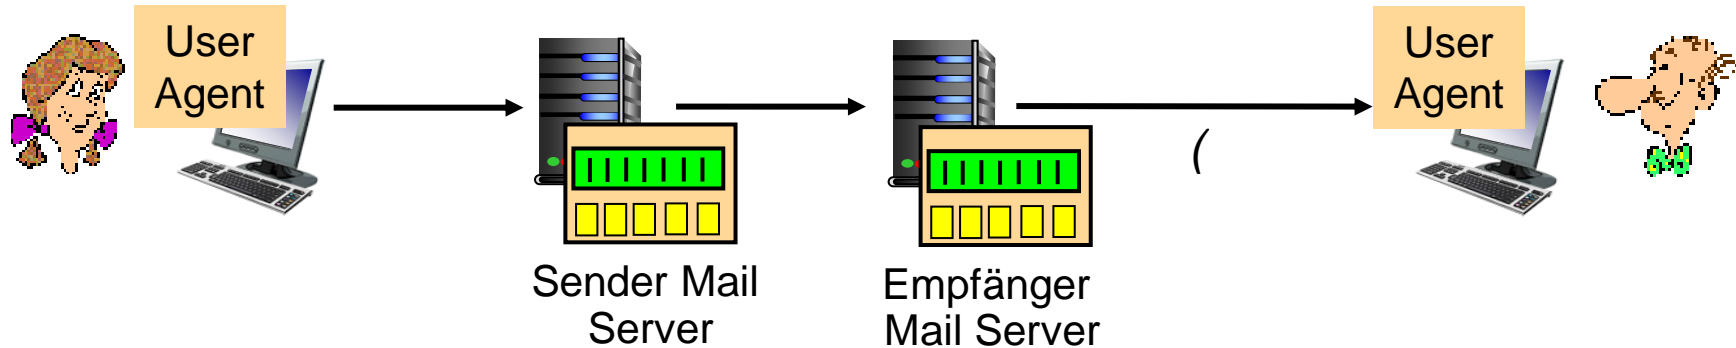 User
Agent
User
Agent
(
Sender Mail
Server
Empfänger
Mail Server